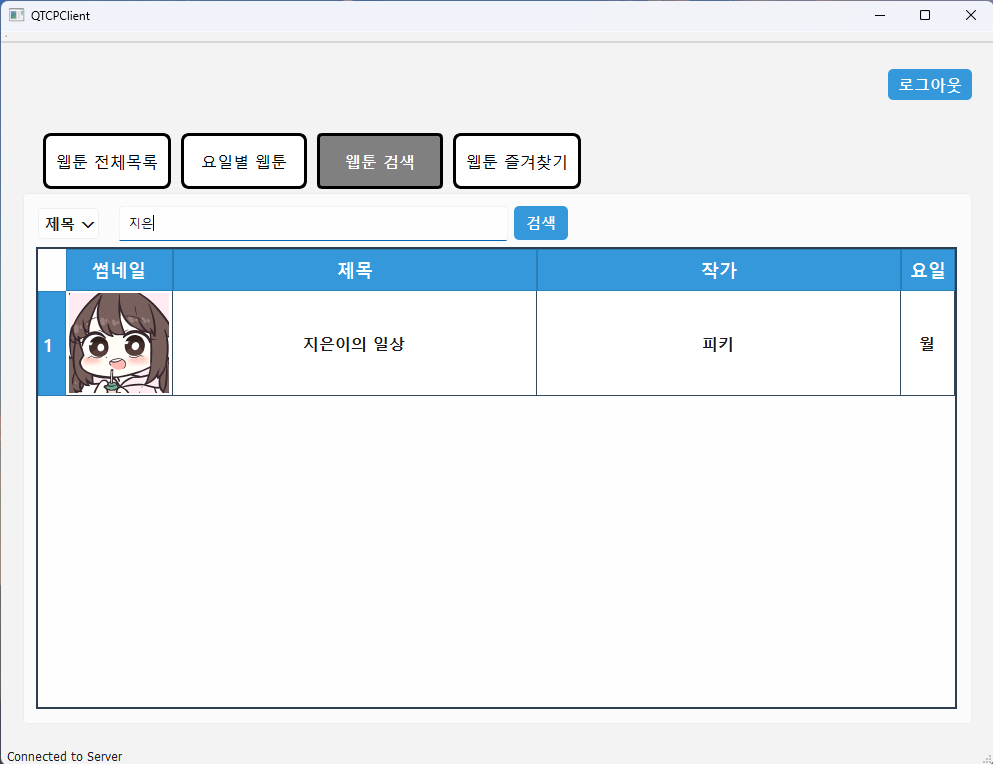 QTCPClient
로그아웃
웹툰 전체목록 요일별 웹툰 웹툰 검색 웹툰 즐겨찾기
제목 지은 검색
썸네일 제목 작가 요일
1 지은이의 일상 피키 월
Connected to Server